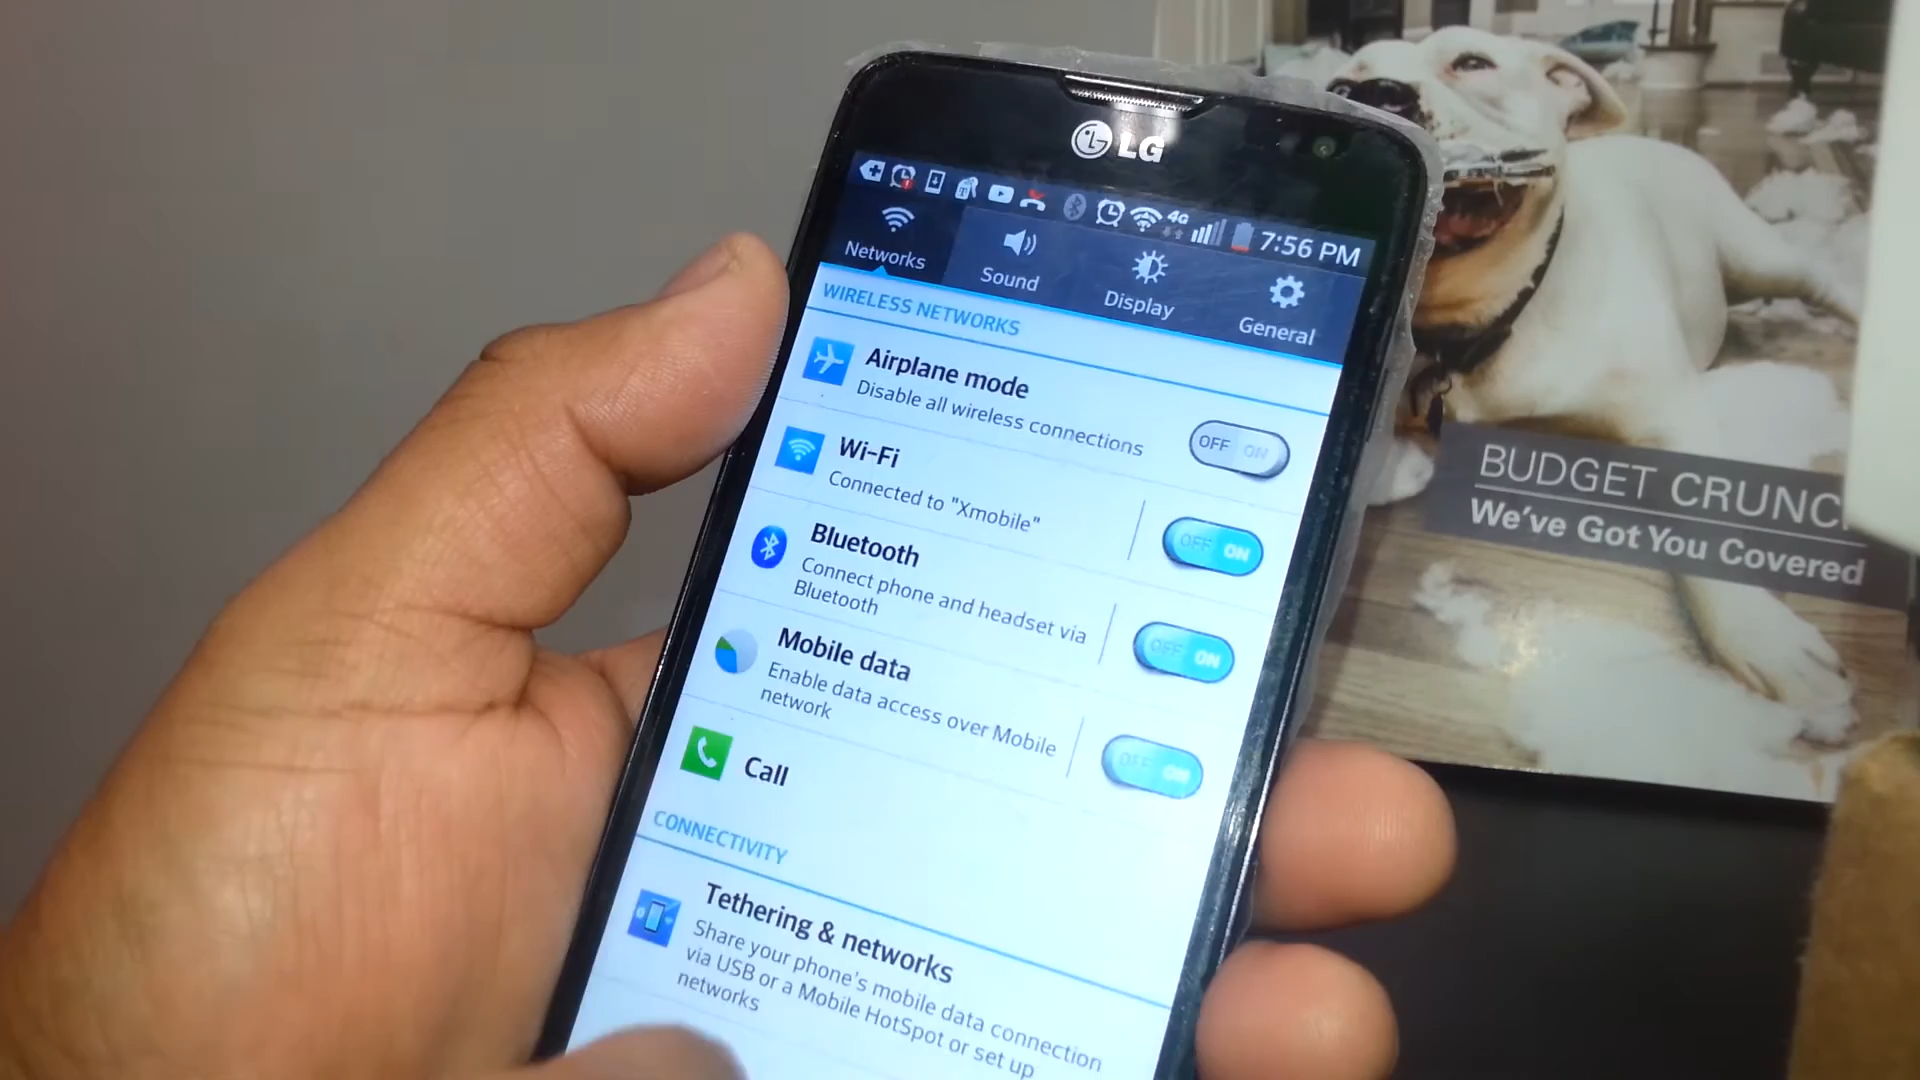 LG
4G 7:56 PM
Networks
Sound
Display
General
WIRELESS NETWORKS
Airplane mode
Disable all wireless connections
OFF ON
Wi-Fi
Connected to "Xmobile"
OFF ON
Bluetooth
Connect phone and headset via
Bluetooth
OFF ON
Mobile data
Enable data access over Mobile
network
OFF ON
Call
CONNECTIVITY
Tethering & networks
Share your phone's mobile data connection
via USB or a Mobile HotSpot or set up
networks
BUDGET CRUNC
We've Got You Covered